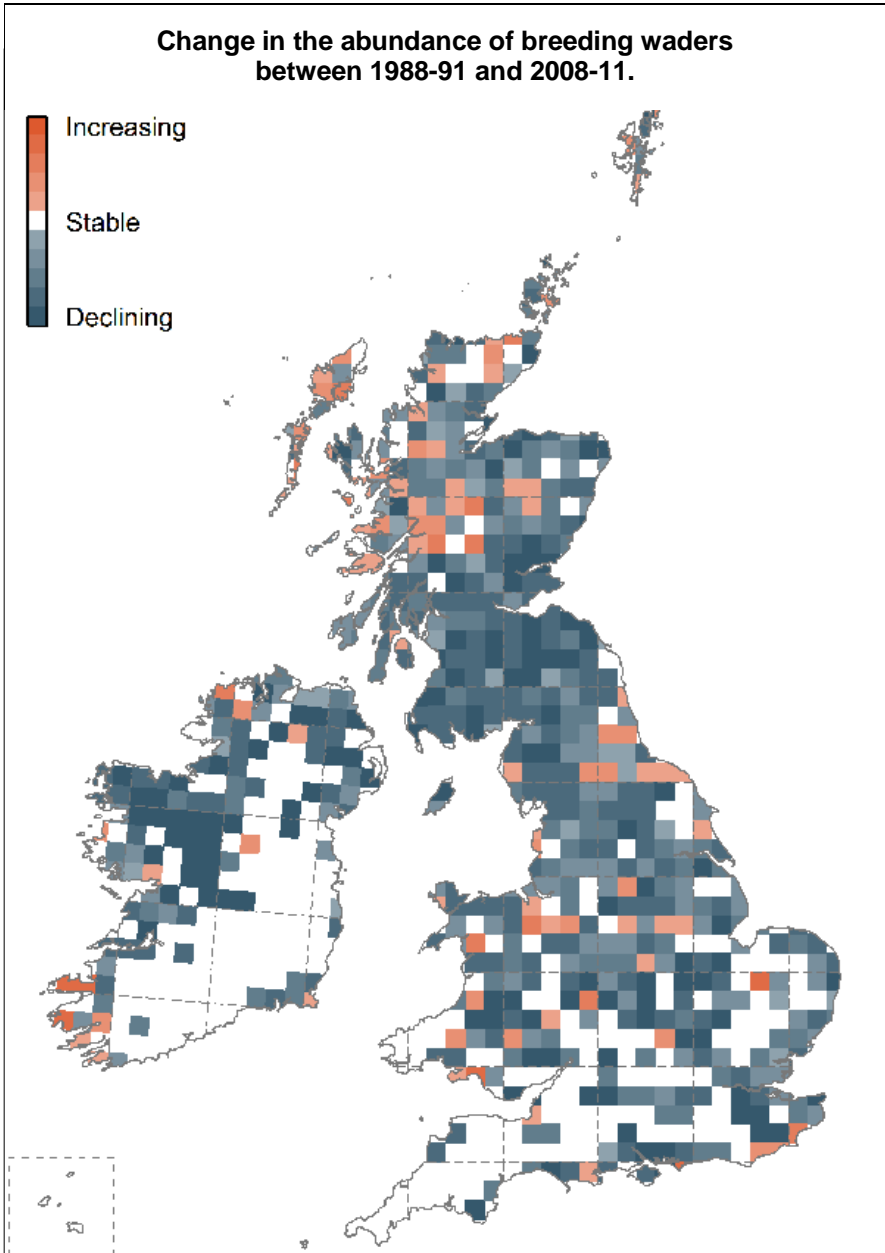 Change in the abundance of breeding waders
between 1988-91 and 2008-11.
Increasing
Stable
Declining